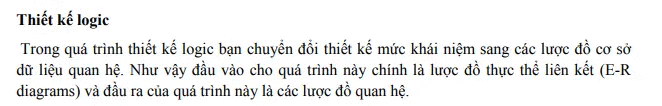 Thiết kế logic
Trong quá trình thiết kế logic bạn chuyển đổi thiết kế mức khái niệm sang các lược đồ cơ sở
dữ liệu quan hệ. Như vậy đầu vào cho quá trình này chính là lược đồ thực thể liên kết (E-R
diagrams) và đầu ra của quá trình này là các lược đồ quan hệ.